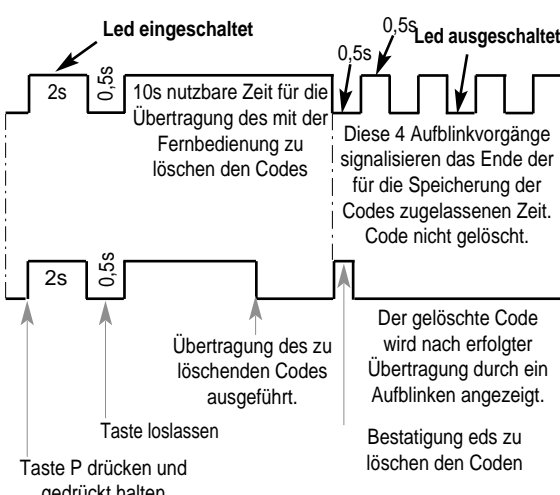 Led eingeschaltet
0,5s
Led ausgeschaltet
0,5s
2s
0,5s
10s nutzbare Zeit für die
Übertragung des mit der
Fernbedienung zu
löschen den Codes
Diese 4 Aufblinkvorgänge
signalisieren das Ende der
für die Speicherung der
Codes zugelassenen Zeit.
Code nicht gelöscht.
2s
0,5s
Übertragung des zu
löschenden Codes
ausgeführt.
Der gelöschte Code
wird nach erfolgter
Übertragung durch ein
Aufblinken angezeigt.
Taste loslassen
Bestatigung eds zu
löschen den Coden
Taste P drücken und
gedrückt halten